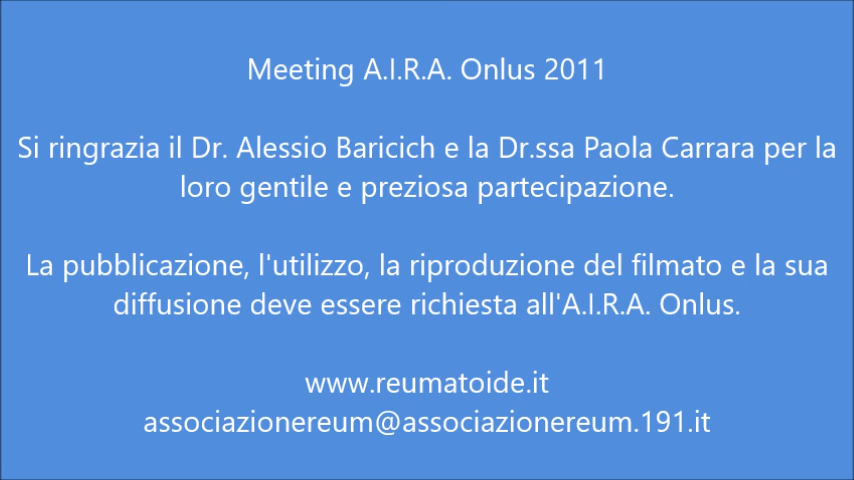 Meeting A.I.R.A. Onlus 2011
Si ringrazia il Dr. Alessio Baricich e la Dr.ssa Paola Carrara per la
loro gentile e preziosa partecipazione.
La pubblicazione, l'utilizzo, la riproduzione del filmato e la sua
diffusione deve essere richiesta all'A.I.R.A. Onlus.
www.reumatoide.it
associazionereum@associazionereum.191.it